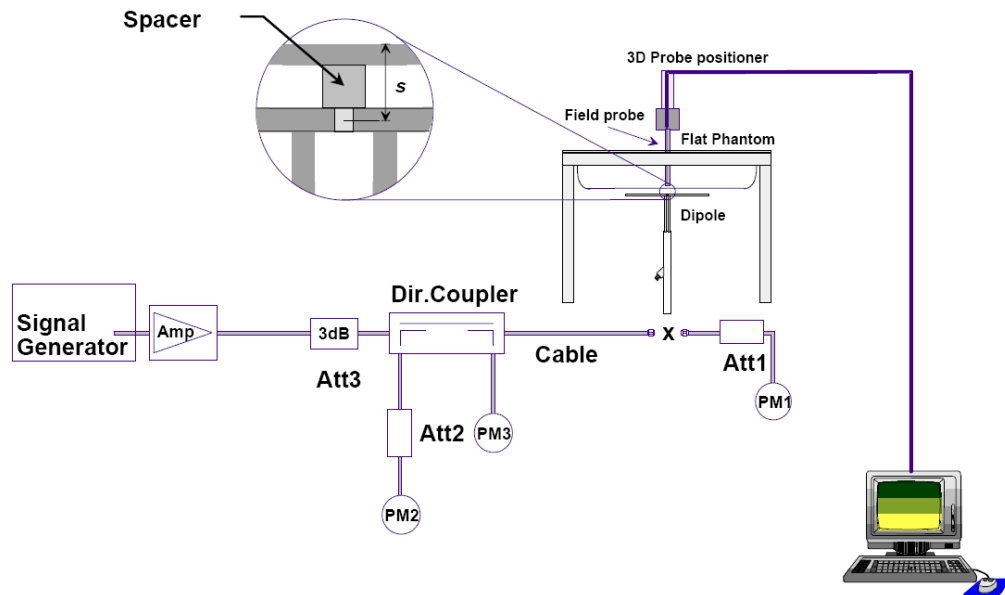 Spacer
s
3D Probe positioner
Field probe
Flat Phantom
Dipole
Signal
Generator
Amp
3dB
Att3
Dir.Coupler
Cable
X
Att1
PM1
Att2
PM3
PM2